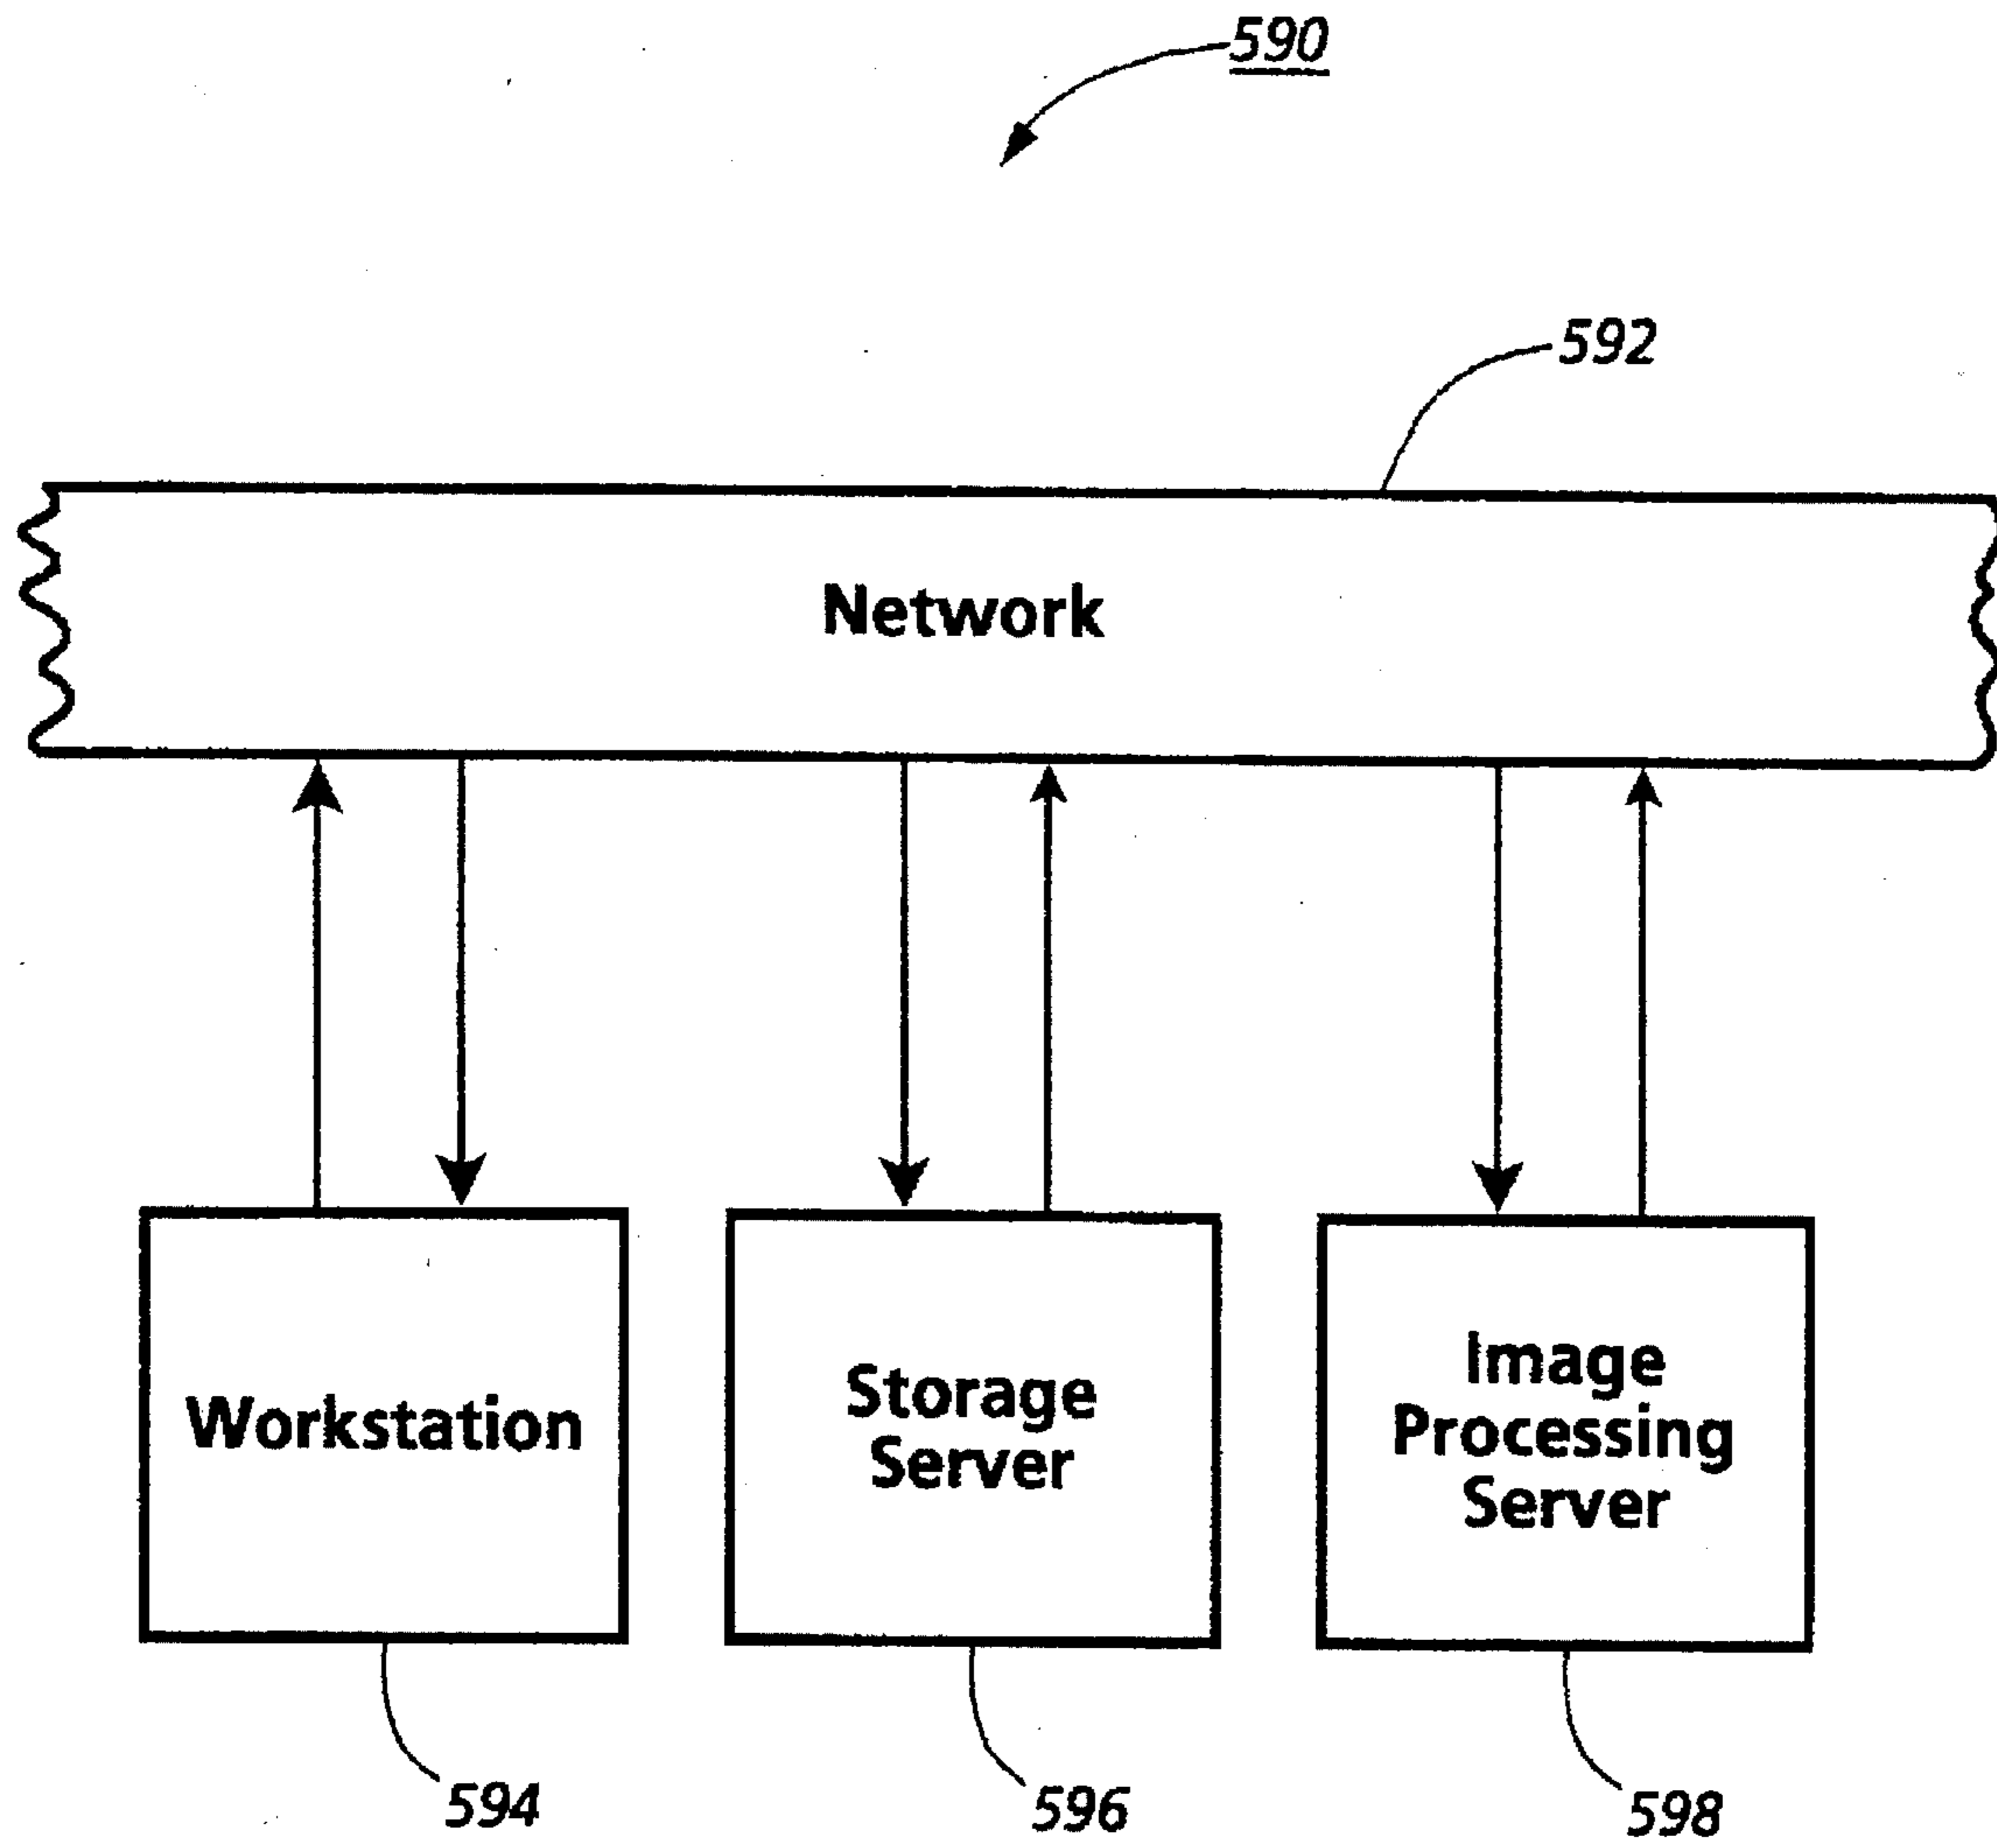 590
592
Network
Workstation
Storage
Server
Image
Processing
Server
594
596
598